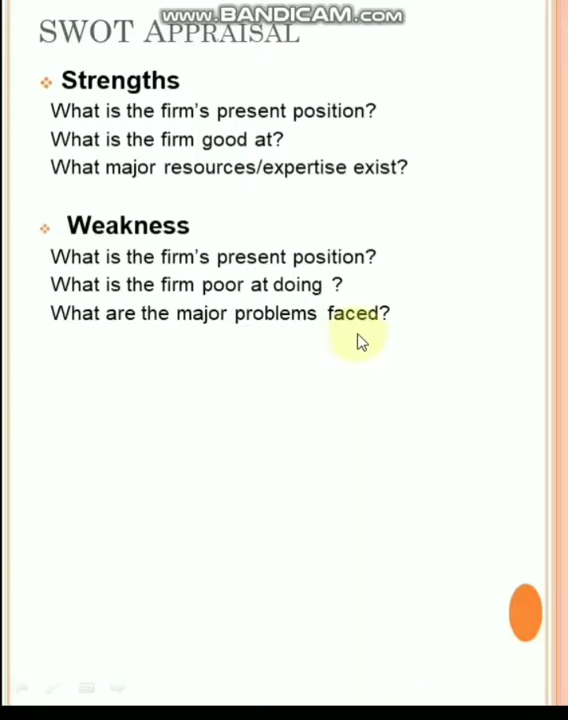 www.BANDICAM.com
SWOT APPRAISAL
Strengths
What is the firm's present position?
What is the firm good at?
What major resources/expertise exist?
Weakness
What is the firm's present position?
What is the firm poor at doing ?
What are the major problems faced?